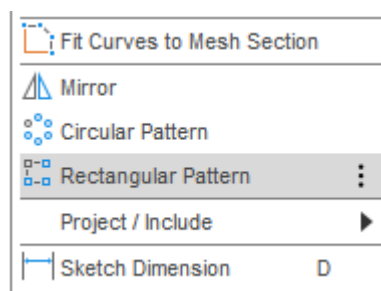 Fit Curves to Mesh Section
Mirror
Circular Pattern
Rectangular Pattern
Project / Include
Sketch Dimension D